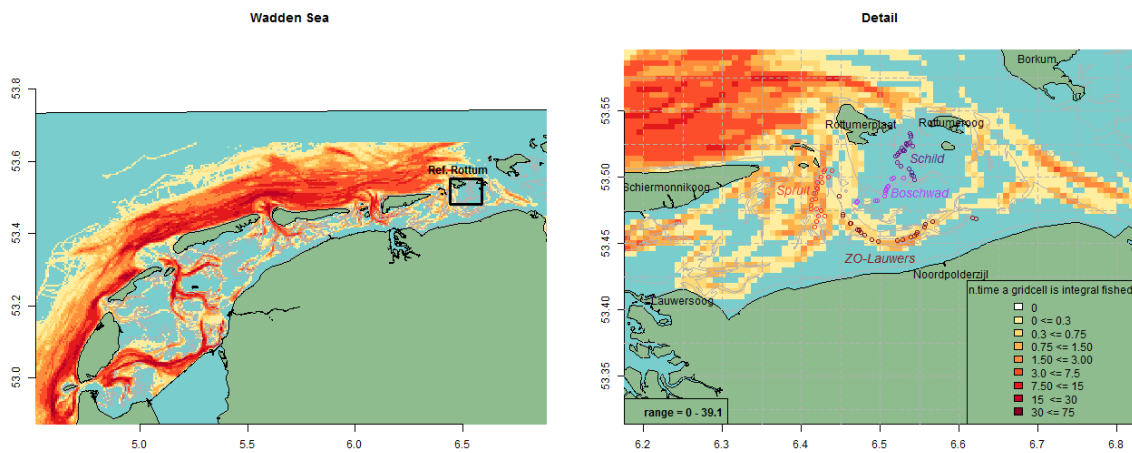 Wadden Sea
53.8
53.6
53.4
53.2
53.0
5.0
5.5
6.0
6.5
Ref. Rottum
Detail
Borkum
53.55
53.50
53.45
53.40
53.35
Rottumerplaat
Rottumeroog
Schild
Schiermonnikoog
Spruit
Boschwad
ZO-Lauwers
Noordpolderzijl
Lauwersoog
n.time a gridcell is integral fished
0
0 <= 0.3
0.3 <= 0.75
0.75 <= 1.50
1.50 <= 3.00
3.0 <= 7.5
7.50 <= 15
15 <= 30
30 <= 75
range = 0 - 39.1
6.2
6.3
6.4
6.5
6.6
6.7
6.8